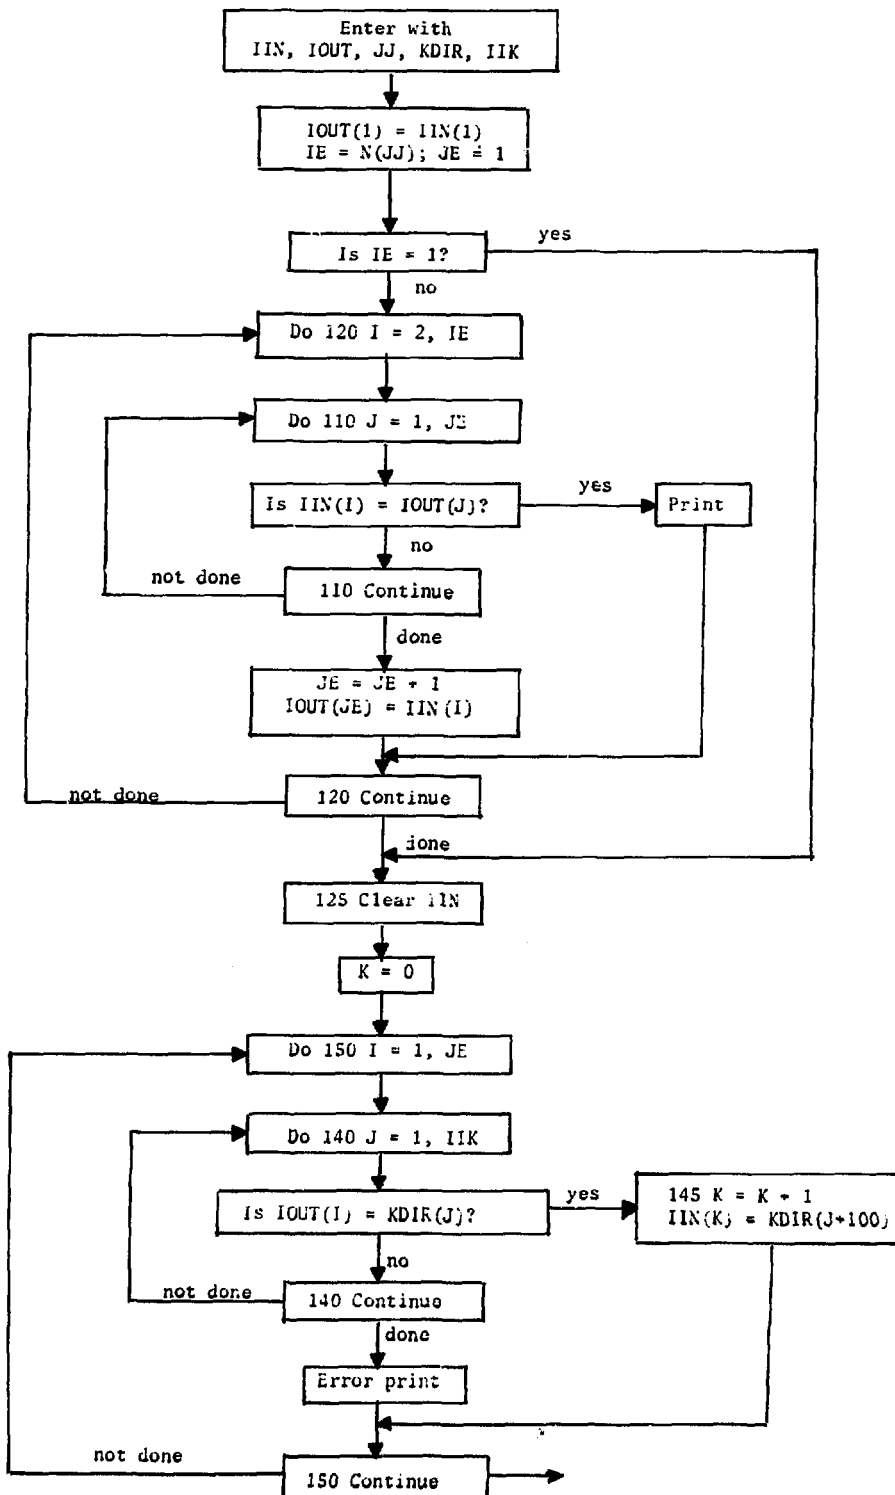 Enter with
IIN, IOUT, JJ, KDIR, IIK
IOUT(1) = IIN(1)
IE = N(JJ); JE = 1
Is IE = 1?
yes
no
Do 120 I = 2, IE
Do 110 J = 1, JE
Is IIN(I) = IOUT(J)?
yes
Print
no
not done
110 Continue
done
JE = JE + 1
IOUT(JE) = IIN(I)
not done
120 Continue
ione
125 Clear IIN
K = 0
Do 150 I = 1, JE
Do 140 J = 1, IIK
Is IOUT(I) = KDIR(J)?
yes
145 K = K + 1
IIN(K) = KDIR(J+100)
no
not done
140 Continue
done
Error print
not done
150 Continue